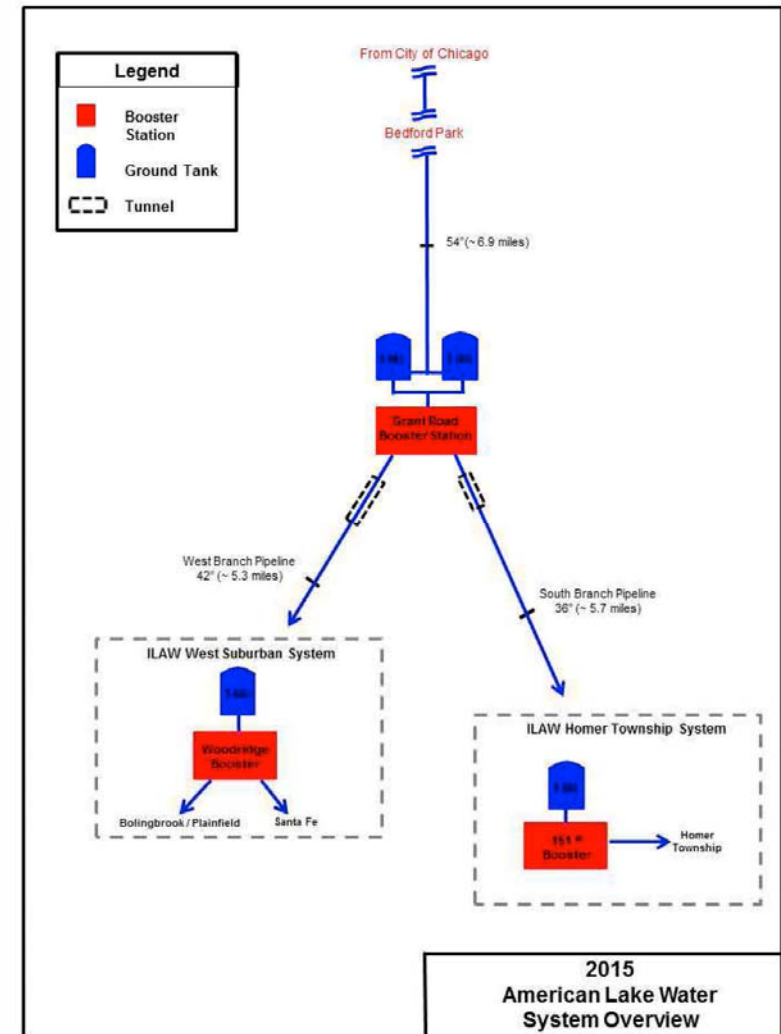 From City of Chicago
Legend
Booster
Station
Ground Tank
Tunnel
Bedford Park
54" (~ 6.9 miles)
Grant Road
Booster Station
West Branch Pipeline
42" (~ 5.3 miles)
South Branch Pipeline
36" (~ 5.7 miles)
ILAW West Suburban System
Woodridge
Booster
Bolingbrook / Plainfield
Santa Fe
ILAW Homer Township System
151
Booster
Homer
Township
2015
American Lake Water
System Overview